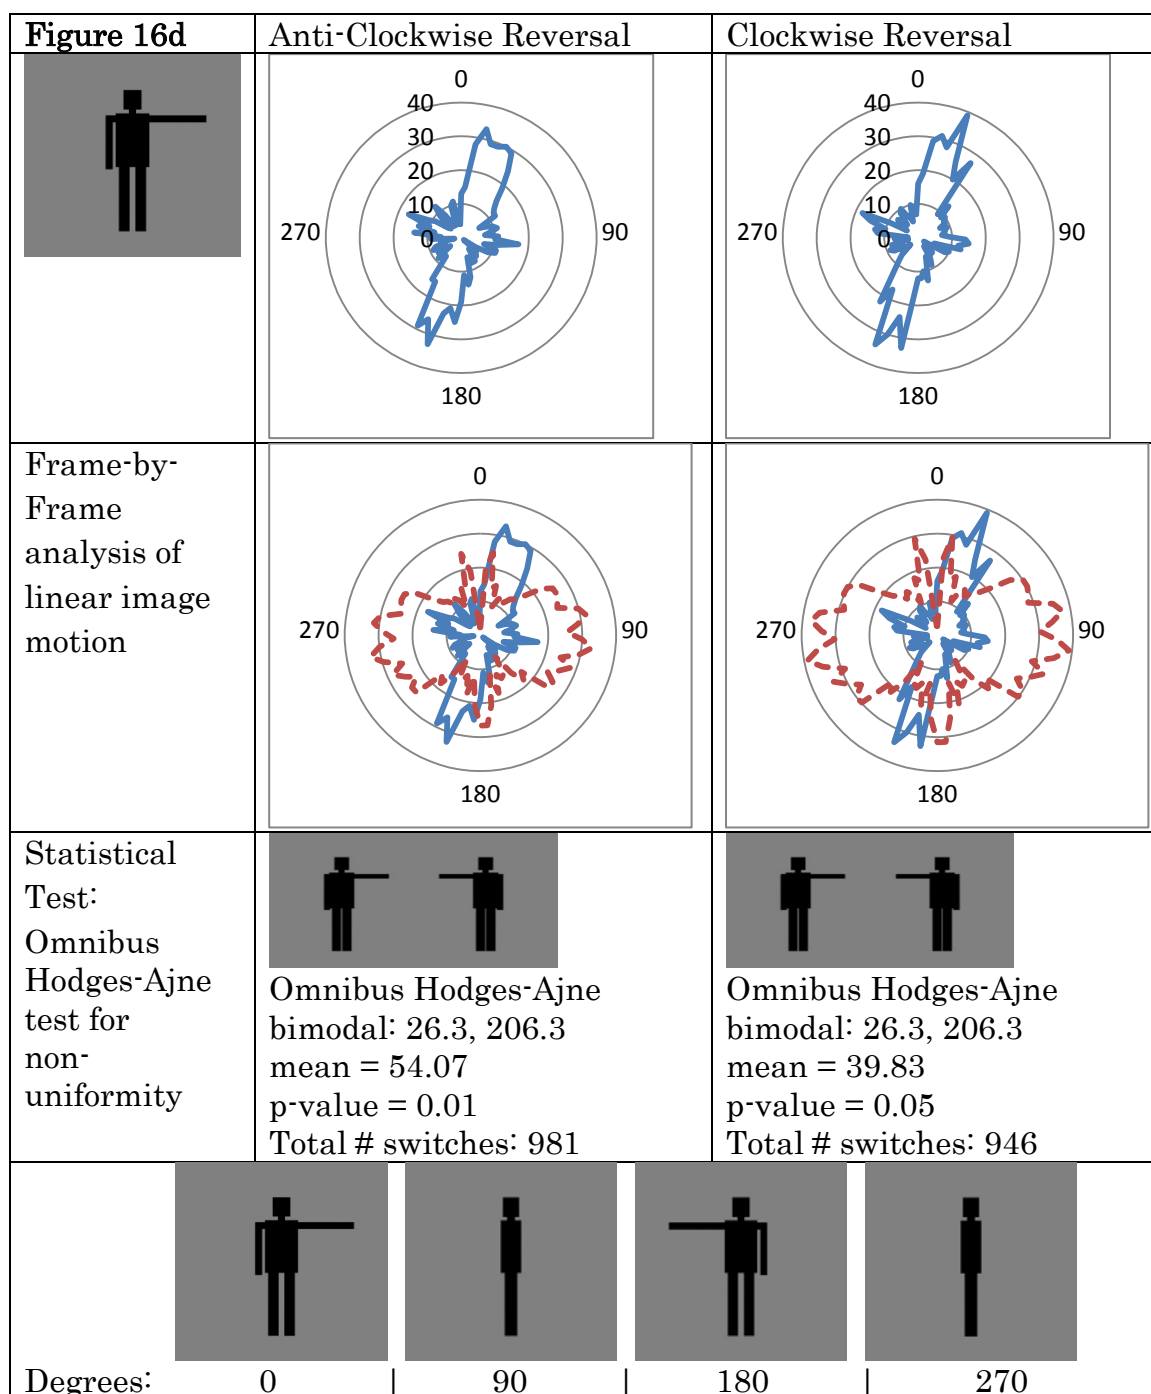 Figure 16d
Anti-Clockwise Reversal
Clockwise Reversal
0
40
30
20
10
0
270
90
180
0
40
30
20
10
0
270
90
180
Frame-by-
Frame
analysis of
linear image
motion
0
270
90
180
0
270
90
180
Statistical
Test:
Omnibus
Hodges-Ajne
test for
non-
uniformity
Omnibus Hodges-Ajne
bimodal: 26.3, 206.3
mean = 54.07
p-value = 0.01
Total # switches: 981
Omnibus Hodges-Ajne
bimodal: 26.3, 206.3
mean = 39.83
p-value = 0.05
Total # switches: 946
Degrees: 0 | 90 | 180 | 270